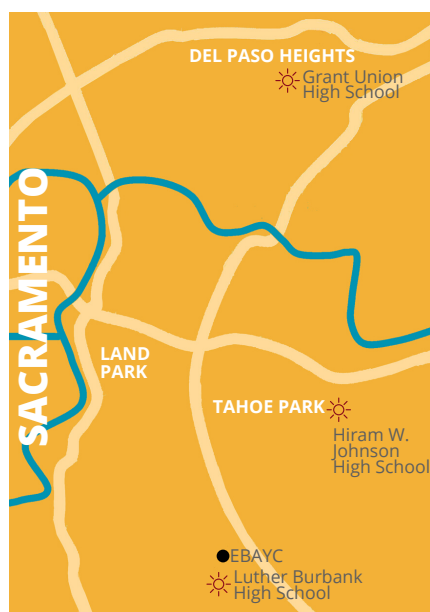 DEL PASO HEIGHTS
Grant Union
High School
SACRAMENTO
LAND
PARK
TAHOE PARK
Hiram W.
Johnson
High School
EBAYC
Luther Burbank
High School